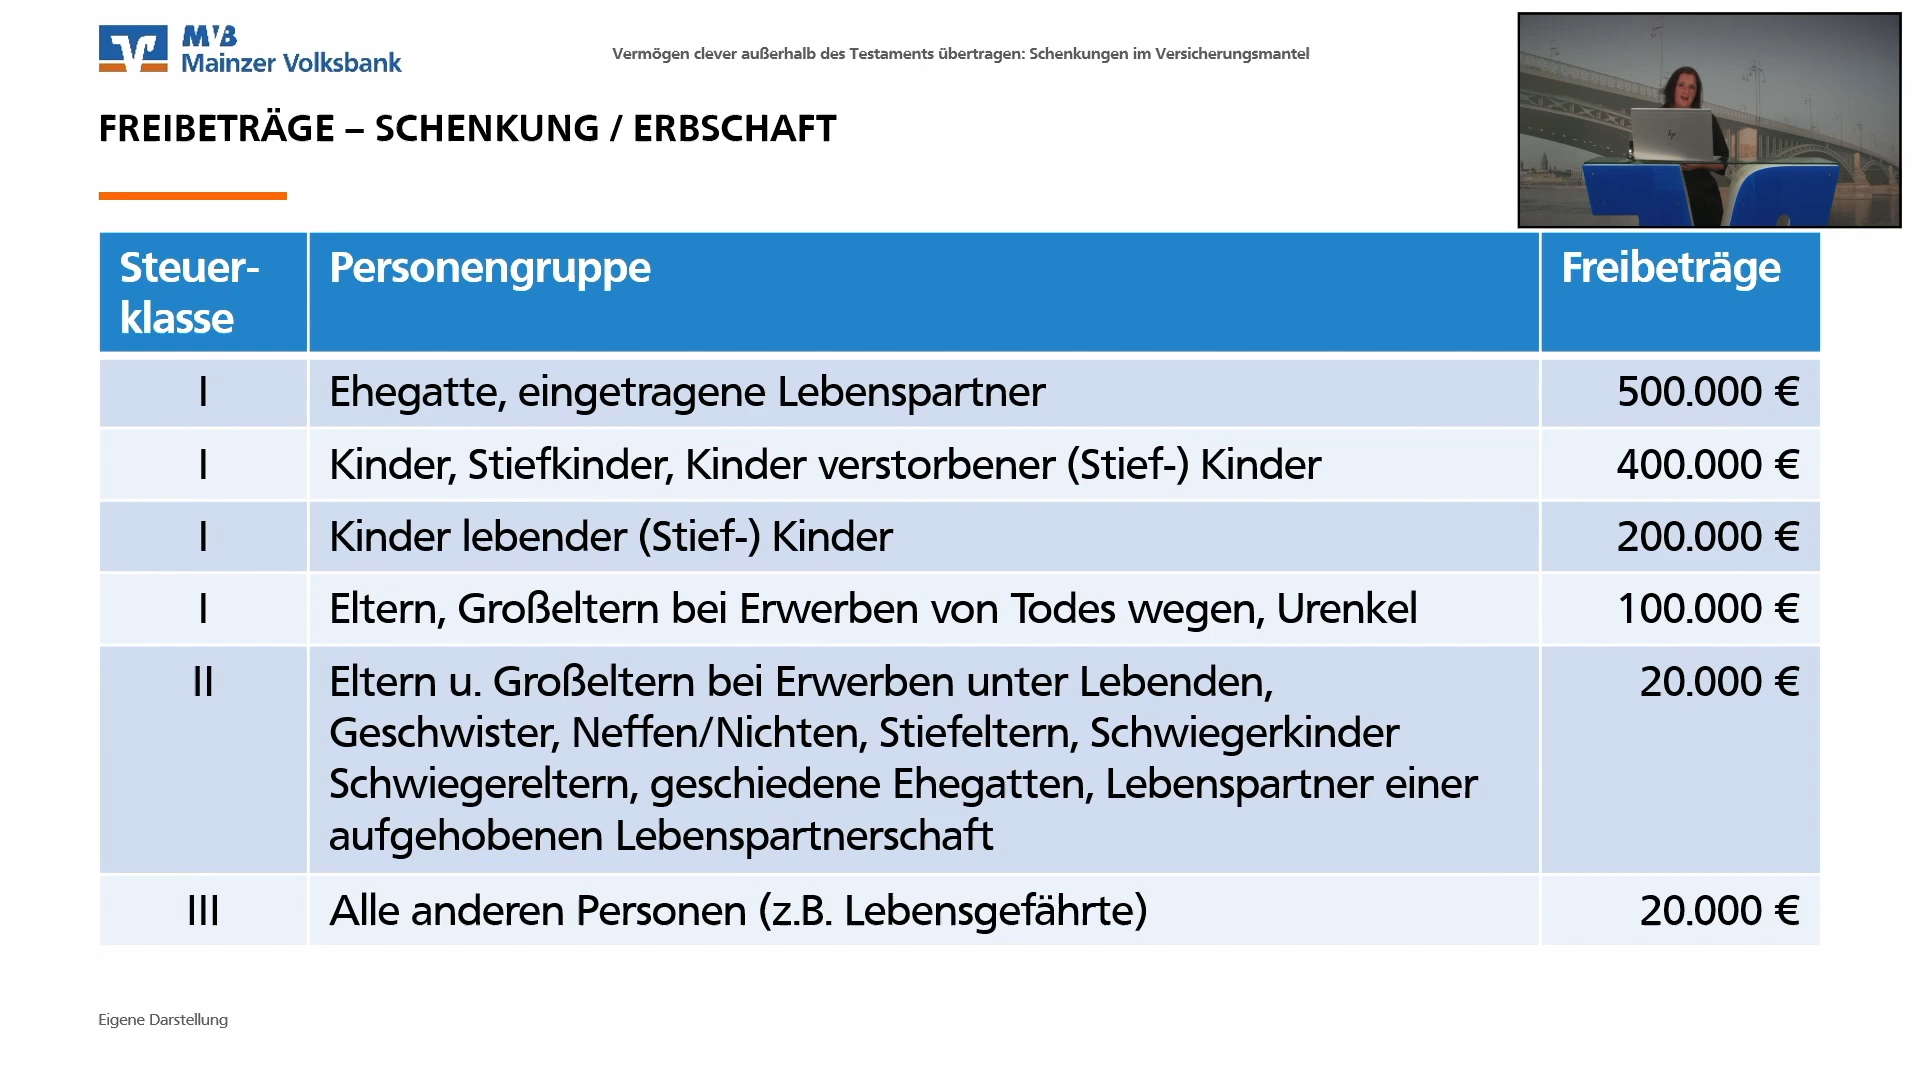 MVB
Mainzer Volksbank
Vermögen clever außerhalb des Testaments übertragen: Schenkungen im Versicherungsmantel
FREIBETRÄGE – SCHENKUNG / ERBSCHAFT
hp
Steuer-
klasse
Personengruppe
Freibeträge
I
Ehegatte, eingetragene Lebenspartner
500.000 €
I
Kinder, Stiefkinder, Kinder verstorbener (Stief-) Kinder
400.000 €
I
Kinder lebender (Stief-) Kinder
200.000 €
I
Eltern, Großeltern bei Erwerben von Todes wegen, Urenkel
100.000 €
II
Eltern u. Großeltern bei Erwerben unter Lebenden,
Geschwister, Neffen/Nichten, Stiefeltern, Schwiegerkinder
Schwiegereltern, geschiedene Ehegatten, Lebenspartner einer
aufgehobenen Lebenspartnerschaft
20.000 €
III
Alle anderen Personen (z.B. Lebensgefährte)
20.000 €
Eigene Darstellung